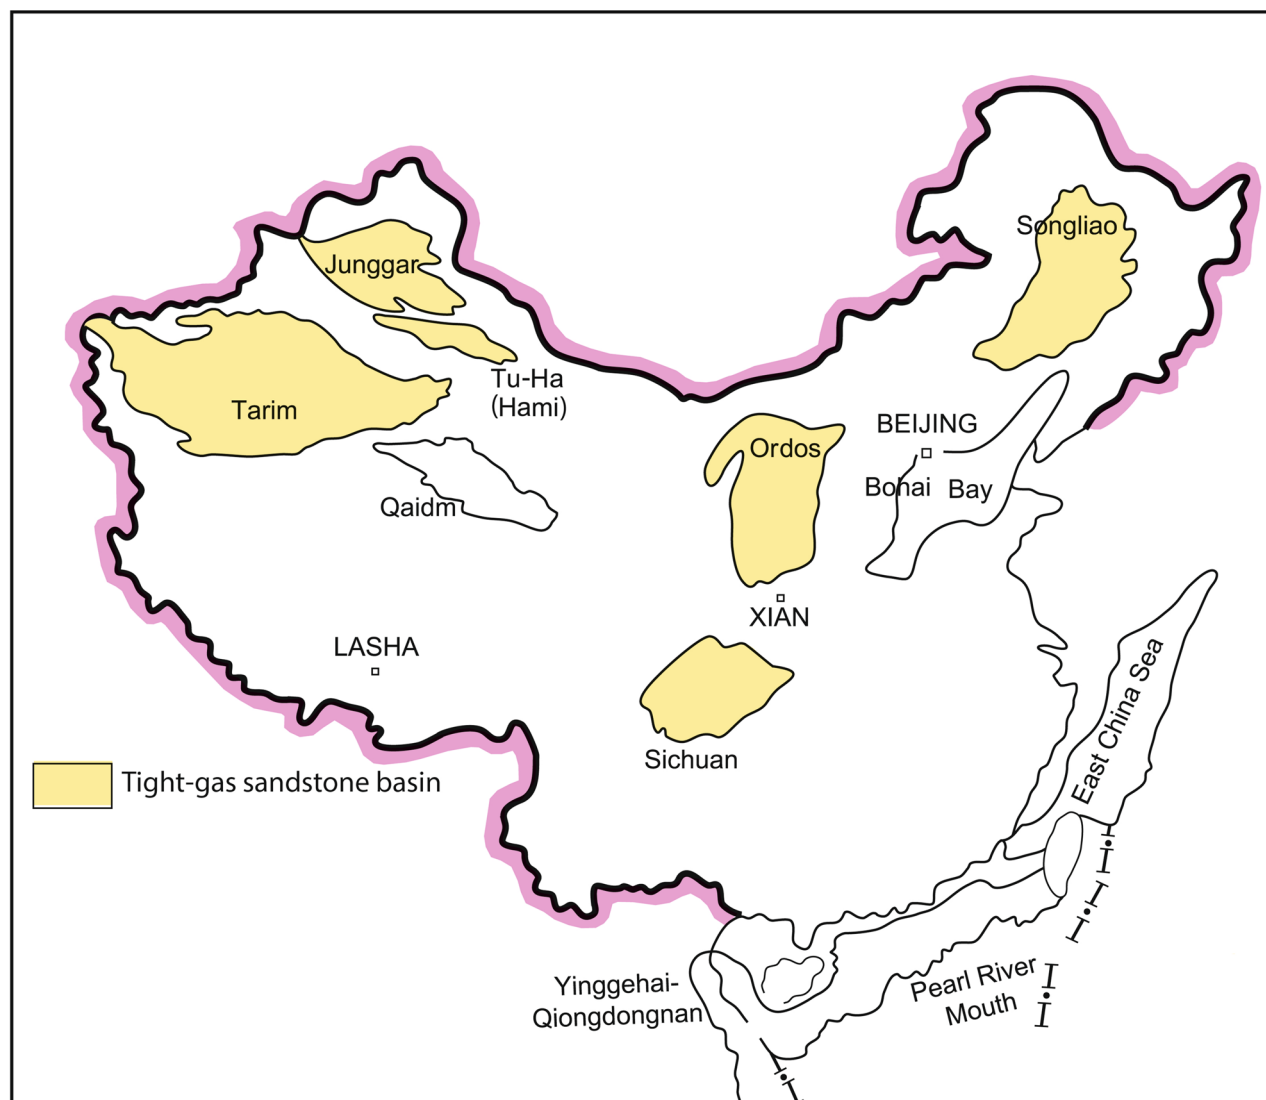 Songliao
Junggar
Tu-Ha
(Hami)
Tarim
BEIJING
Ordos
Bohai Bay
Qaidm
XIAN
LASHA
East China Sea
Sichuan
Tight-gas sandstone basin
Yinggehai-
Qiongdongnan
Pearl River
Mouth